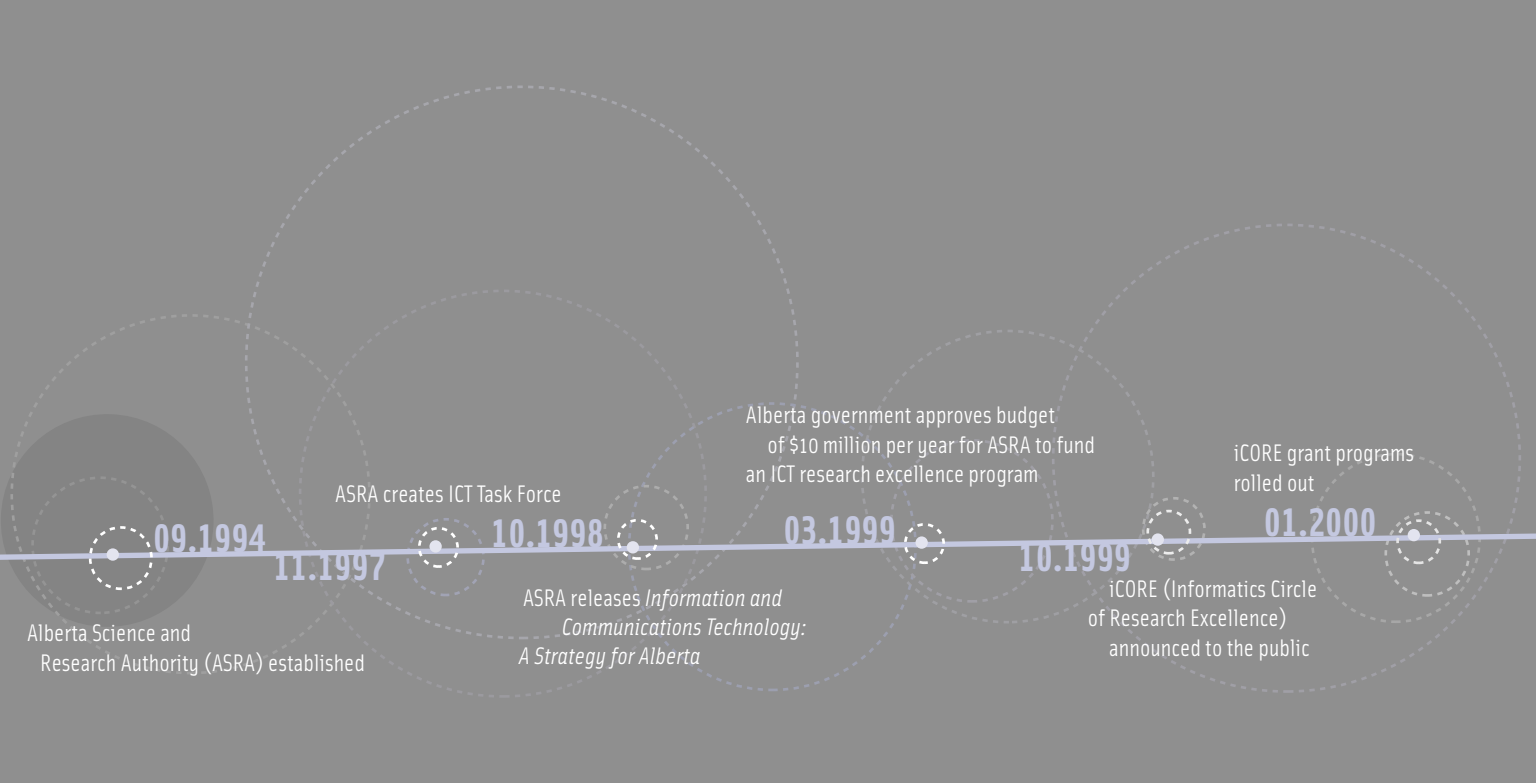 09.1994
Alberta Science and
Research Authority (ASRA) established
11.1997
ASRA creates ICT Task Force
10.1998
ASRA releases Information and
Communications Technology:
A Strategy for Alberta
03.1999
Alberta government approves budget
of $10 million per year for ASRA to fund
an ICT research excellence program
10.1999
iCORE (Informatics Circle
of Research Excellence)
announced to the public
01.2000
iCORE grant programs
rolled out